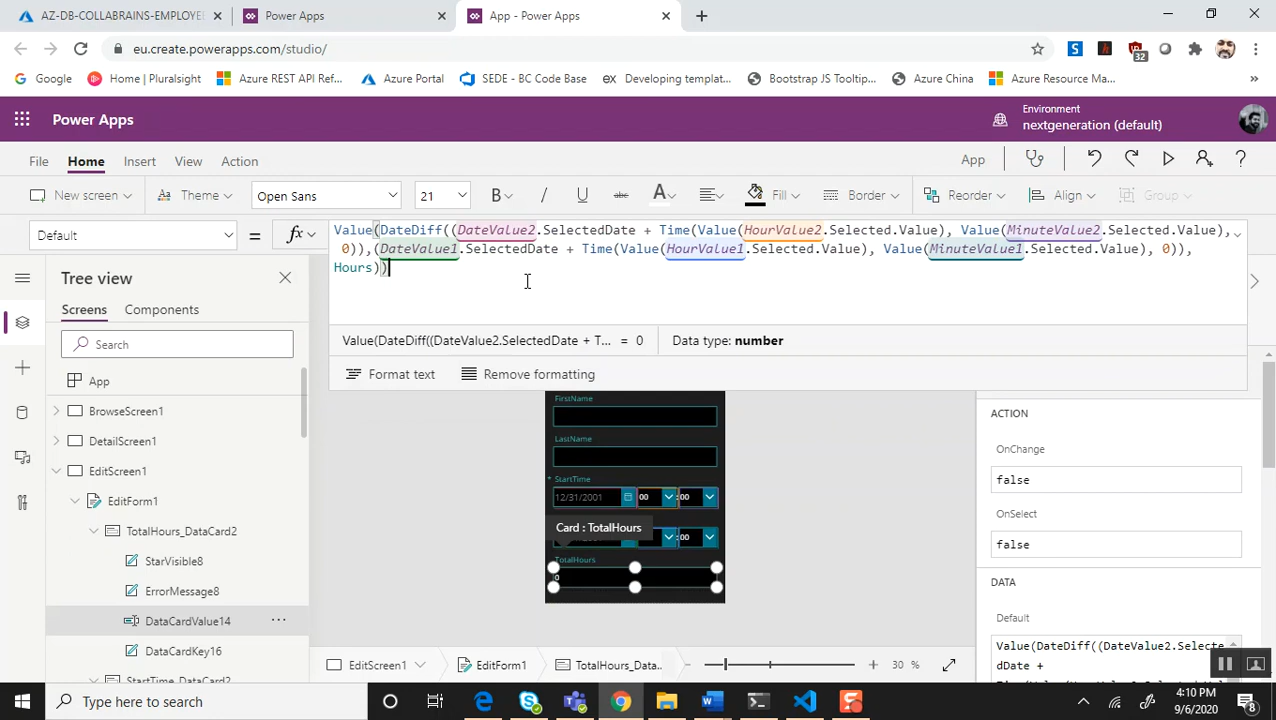 AZ-DB-COLLABRAINS-EMPLOYEE
Power Apps
App - Power Apps
eu.create.powerapps.com/studio/
32
Google
Home | Pluralsight
Azure REST API Ref...
Azure Portal
SEDE - BC Code Base
Developing templat...
Bootstrap JS Tooltip...
Azure China
Azure Resource Ma...
Power Apps
Environment
nextgeneration (default)
File
Home
Insert
View
Action
App
New screen
Theme
Open Sans
21
B
abc
A
Fill
Border
Reorder
Align
Group
Default
=
fx
Value(DateDiff((DateValue2.SelectedDate + Time(Value(HourValue2.Selected.Value), Value(MinuteValue2.Selected.Value),
0)),(DateValue1.SelectedDate + Time(Value(HourValue1.Selected.Value), Value(MinuteValue1.Selected.Value), 0)),
Hours))
Value(DateDiff((DateValue2.SelectedDate + T... = 0
Data type: number
Format text
Remove formatting
Tree view
Screens
Components
Search
App
BrowseScreen1
DetailScreen1
EditScreen1
EditForm1
TotalHours_DataCard2
StarVisible8
ErrorMessage8
DataCardValue14
DataCardKey16
StartTime_DataCard2
FirstName
LastName
* StartTime
12/31/2001
00
:00
Card : TotalHours
:00
TotalHours
0
ACTION
OnChange
false
OnSelect
false
DATA
Default
Value(DateDiff((DateValue2.Selecte
dDate +
EditScreen1
EditForm1
TotalHours_Data...
30 %
Type here to search
4:10 PM
9/6/2020
8